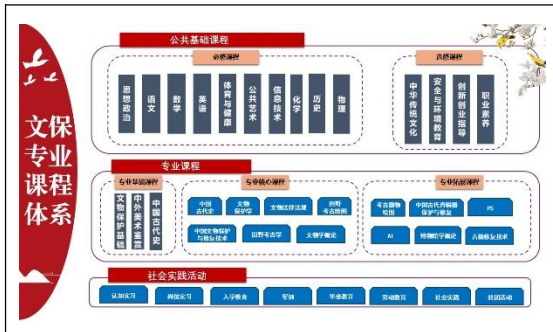 文保
专业
课程
体系
公共基础课程
必修课程
思想政治
语文
数学
英语
体育与健康
公共艺术
信息技术
化学
历史
物理
选修课程
中华传统文化
安全与环境教育
创新创业指导
职业素养
专业课程
专业基础课程
文物保护基础
中外美术鉴赏
中国古代史
专业核心课程
中国
古代史
文物
保护学
文物法律法规
田野
考古绘图
中国文物保护
与修复技术
田野考古学
文物学概论
专业拓展课程
考古器物
绘图
中国古代青铜器
保护与修复
PS
AI
博物馆学概论
古籍修复技术
社会实践活动
认知实习
岗位实习
入学教育
军训
毕业教育
劳动教育
社会实践
社团活动